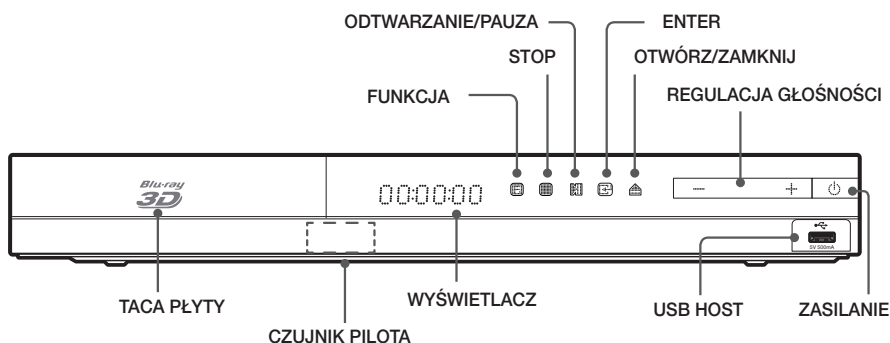 ODTWARZANIE/PAUZA
ENTER
STOP
OTWÓRZ/ZAMKNIJ
FUNKCJA
REGULACJA GŁOŚNOŚCI
Blu-ray
3D
00:00:00
5V 500mA
TACA PŁYTY
WYŚWIETLACZ
USB HOST
ZASILANIE
CZUJNIK PILOTA